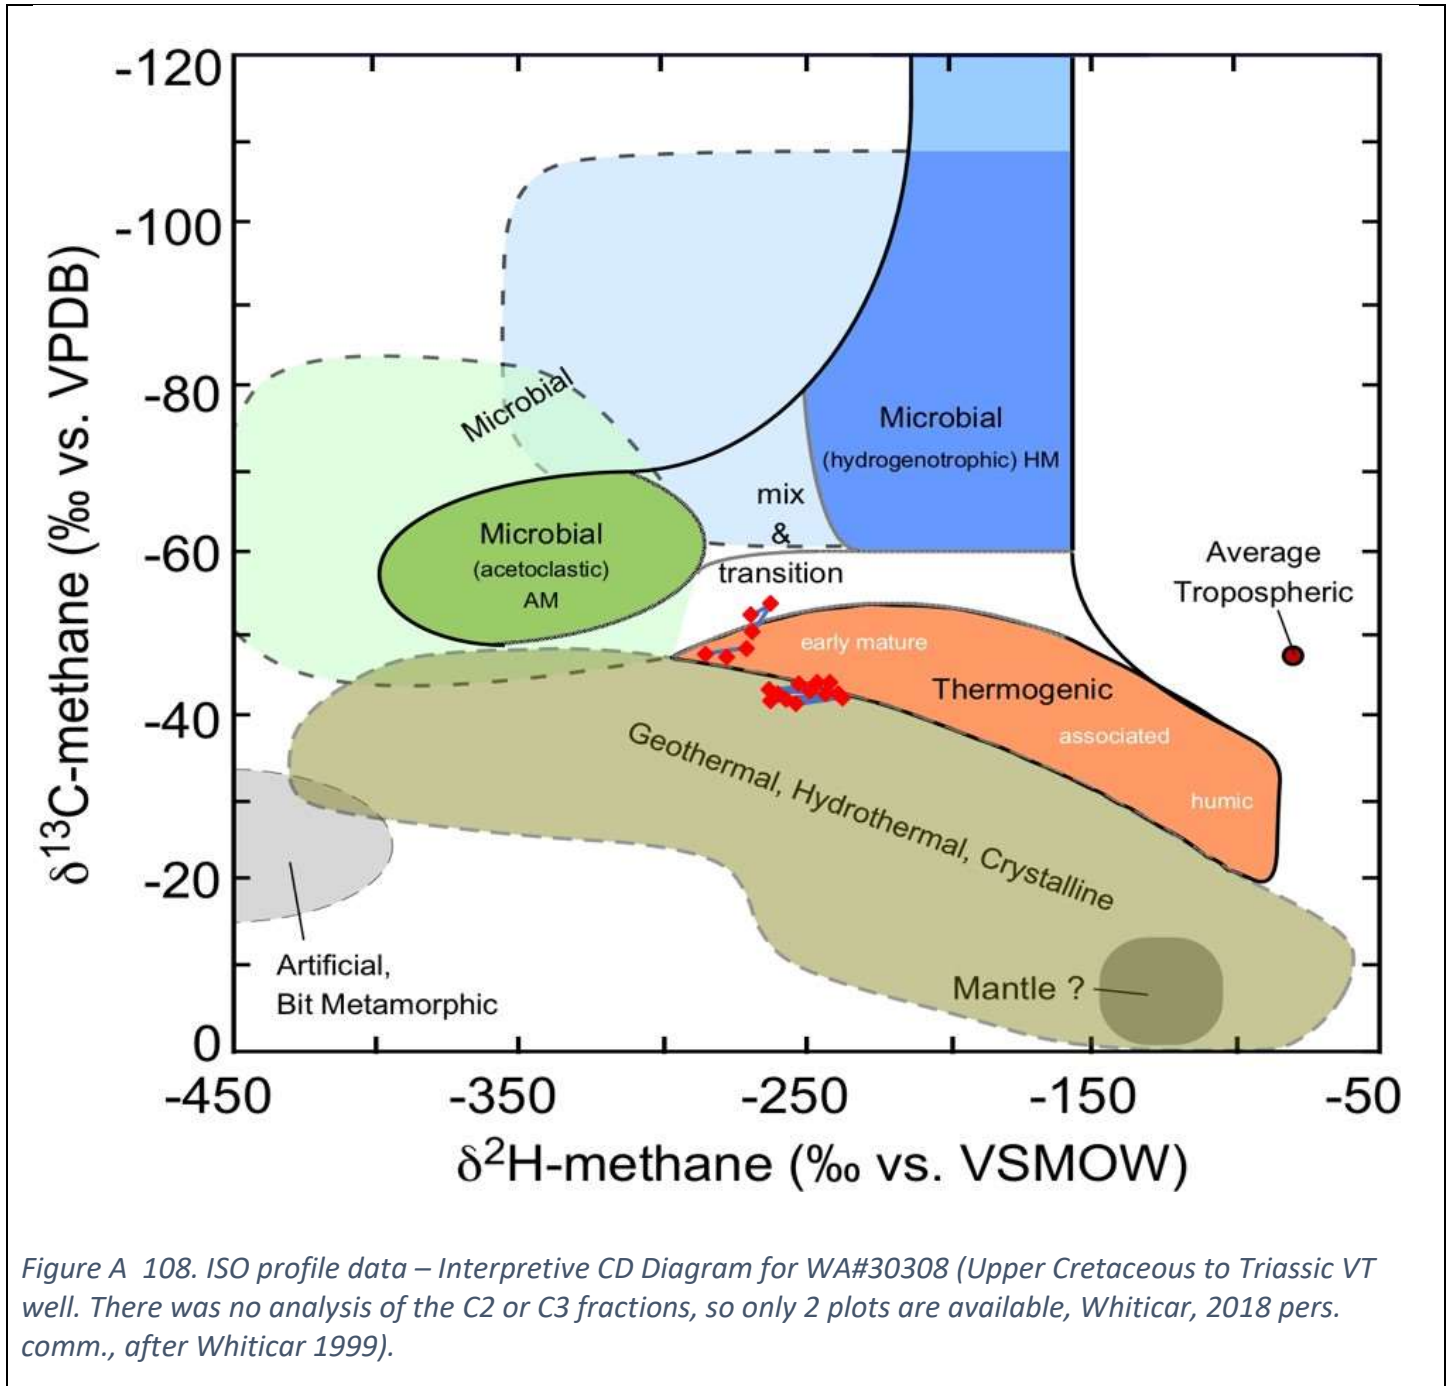 -120
-100
-80
-60
-40
-20
0
δ13C-methane (‰ vs. VPDB)
Microbial
Microbial
(hydrogenotrophic) HM
mix
&
transition
Microbial
(acetoclastic)
AM
Average
Tropospheric
early mature
Thermogenic
associated
humic
Geothermal, Hydrothermal, Crystalline
Artificial,
Bit Metamorphic
Mantle ?
-450
-350
-250
-150
-50
δ2H-methane (‰ vs. VSMOW)
Figure A 108. ISO profile data – Interpretive CD Diagram for WA#30308 (Upper Cretaceous to Triassic VT
well. There was no analysis of the C2 or C3 fractions, so only 2 plots are available, Whiticar, 2018 pers.
comm., after Whiticar 1999).